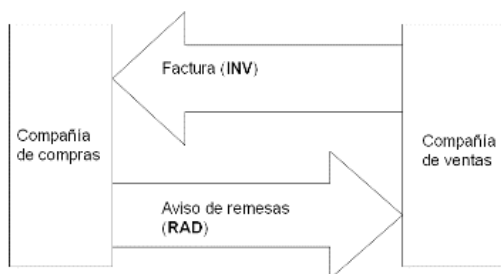 Factura (INV)
Compañía
de compras
Compañía
de ventas
Aviso de remesas
(RAD)